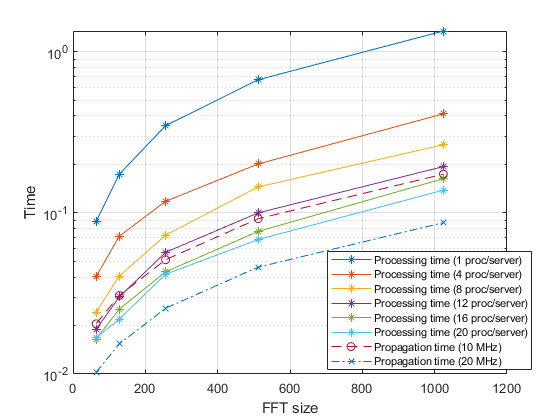 10^0
10^-1
10^-2
Time
0 200 400 600 800 1000 1200
FFT size
Processing time (1 proc/server)
Processing time (4 proc/server)
Processing time (8 proc/server)
Processing time (12 proc/server)
Processing time (16 proc/server)
Processing time (20 proc/server)
Propagation time (10 MHz)
Propagation time (20 MHz)